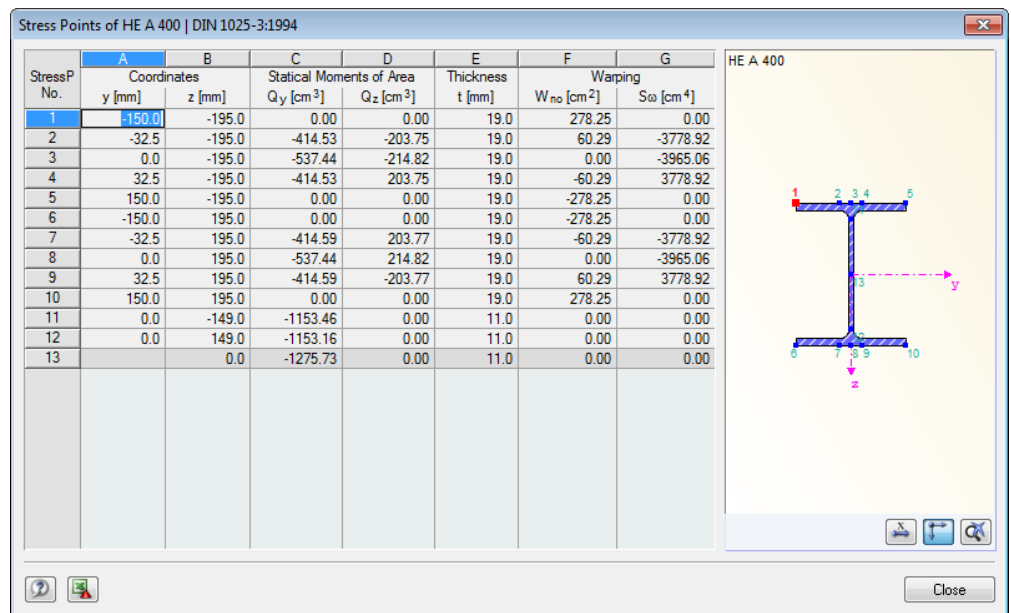 Stress Points of HE A 400 | DIN 1025-3:1994
A B C D E F G
StressP Coordinates Statical Moments of Area Thickness Warping
No. y [mm] z [mm] Q y [cm 3] Q z [cm 3] t [mm] W no [cm 2] Sω [cm 4]
1 -150.0 -195.0 0.00 0.00 19.0 278.25 0.00
2 -32.5 -195.0 -414.53 -203.75 19.0 60.29 -3778.92
3 0.0 -195.0 -537.44 -214.82 19.0 0.00 -3965.06
4 32.5 -195.0 -414.53 203.75 19.0 -60.29 3778.92
5 150.0 -195.0 0.00 0.00 19.0 -278.25 0.00
6 -150.0 195.0 0.00 0.00 19.0 -278.25 0.00
7 -32.5 195.0 -414.59 203.77 19.0 -60.29 -3778.92
8 0.0 195.0 -537.44 214.82 19.0 0.00 -3965.06
9 32.5 195.0 -414.59 -203.77 19.0 60.29 3778.92
10 150.0 195.0 0.00 0.00 19.0 278.25 0.00
11 0.0 -149.0 -1153.46 0.00 11.0 0.00 0.00
12 0.0 149.0 -1153.16 0.00 11.0 0.00 0.00
13 0.0 -1275.73 0.00 11.0 0.00 0.00
HE A 400
1 2 3 4 5
13
y
6 7 8 9 10
z
X
Close